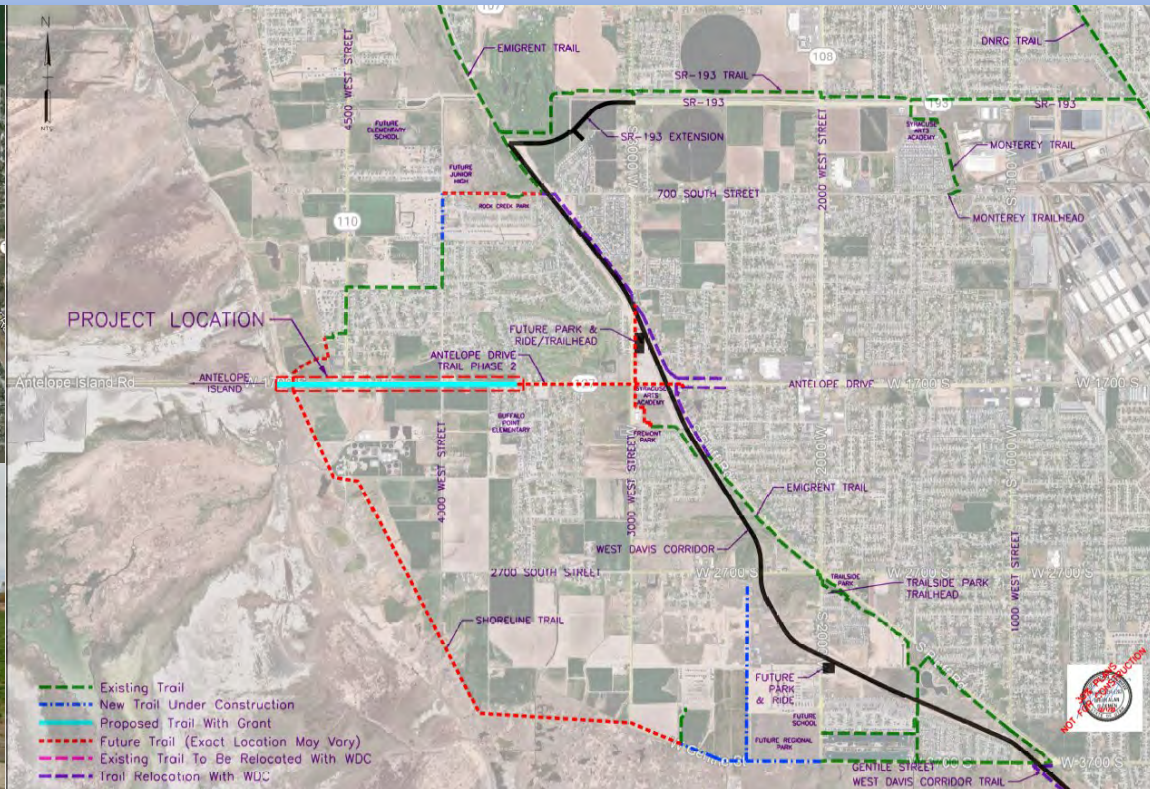 N
NTS
EMIGRENT TRAIL
DNRG TRAIL
108
SR-193 TRAIL
SR-193
193
SR-193
4500 WEST STREET
FUTURE
ELEMENTARY
SCHOOL
SR-193 EXTENSION
SYRACUSE
ARTS
ACADEMY
MONTEREY TRAIL
FUTURE
JUNIOR
HIGH
2000 WEST STREET
700 SOUTH STREET
ROCK CREEK PARK
MONTEREY TRAILHEAD
110
PROJECT LOCATION
FUTURE PARK &
RIDE/TRAILHEAD
ANTELOPE DRIVE
TRAIL PHASE 2
Antelope Island Rd
ANTELOPE
ISLAND
ANTELOPE DRIVE
W 1700 S
W 1700 S
SYRACUSE
ARTS
ACADEMY
BUFFALO
POINT
ELEMENTARY
FREMONT
PARK
4000 WEST STREET
3000 WEST STREET
EMIGRENT TRAIL
WEST DAVIS CORRIDOR
2700 SOUTH STREET
W 2700 S
W 2700 S
TRAILSIDE
PARK
TRAILSIDE PARK
TRAILHEAD
1000 WEST STREET
SHORELINE TRAIL
FUTURE
PARK
& RIDE
FUTURE
SCHOOL
FUTURE REGIONAL
PARK
GENTILE STREET
W 3700 S
WEST DAVIS CORRIDOR TRAIL
NOT FOR CONSTRUCTION
Existing Trail
New Trail Under Construction
Proposed Trail With Grant
Future Trail (Exact Location May Vary)
Existing Trail To Be Relocated With WDC
Trail Relocation With WDC